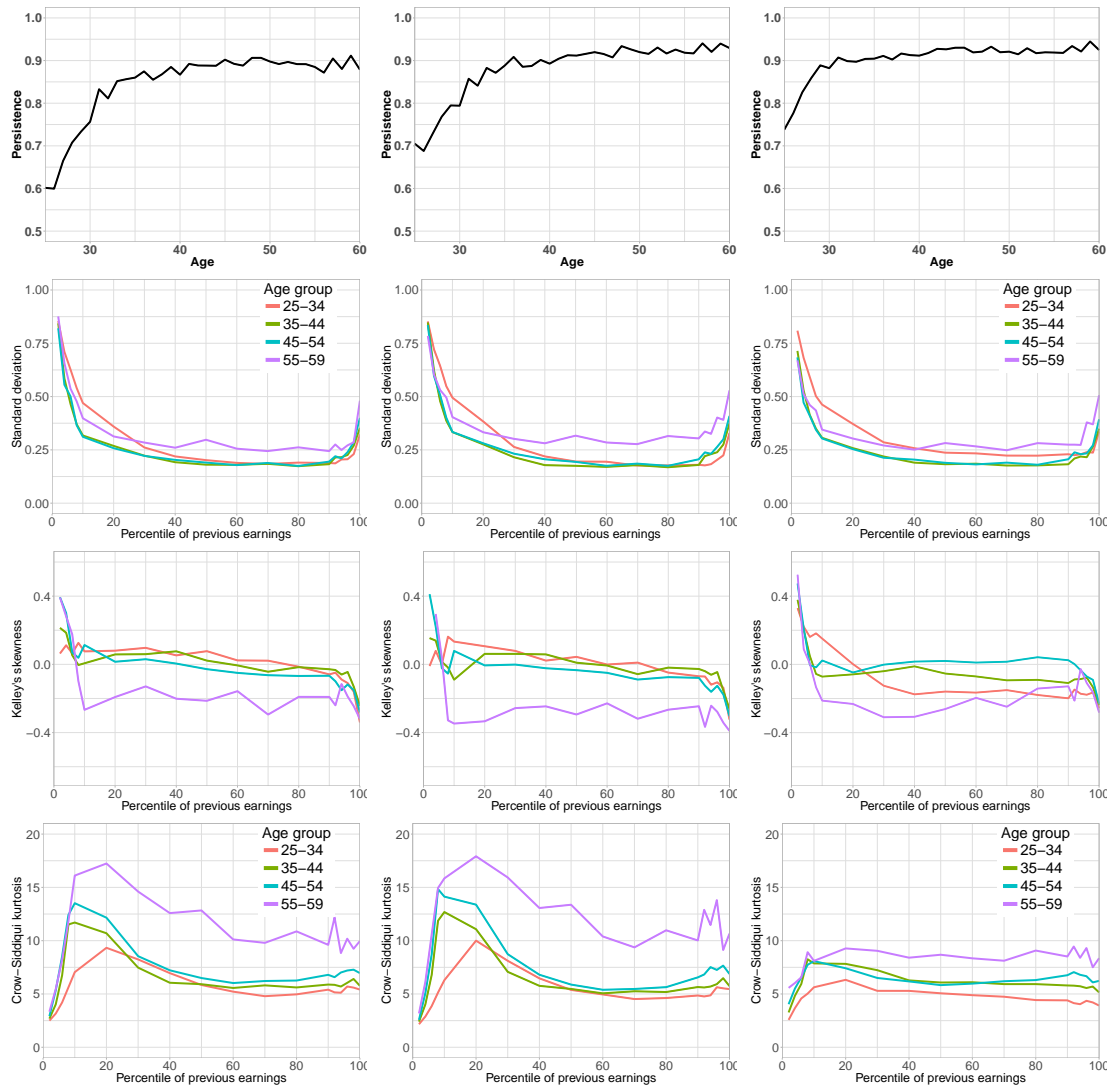 Persistence
1.0
0.9
0.8
0.7
0.6
0.5
30 40 50 60
Age
Persistence
1.0
0.9
0.8
0.7
0.6
0.5
30 40 50 60
Age
Persistence
1.0
0.9
0.8
0.7
0.6
0.5
30 40 50 60
Age
Standard deviation
1.00
0.75
0.50
0.25
0.00
Age group
25−34
35−44
45−54
55−59
0 20 40 60 80 100
Percentile of previous earnings
Standard deviation
1.00
0.75
0.50
0.25
0.00
0 20 40 60 80 100
Percentile of previous earnings
Standard deviation
1.00
0.75
0.50
0.25
0.00
Age group
25−34
35−44
45−54
55−59
0 20 40 60 80 100
Percentile of previous earnings
Kelley's skewness
0.4
0.0
−0.4
0 20 40 60 80 100
Percentile of previous earnings
Kelley's skewness
0.4
0.0
−0.4
0 20 40 60 80 100
Percentile of previous earnings
Kelley's skewness
0.4
0.0
−0.4
0 20 40 60 80 100
Percentile of previous earnings
Crow−Siddiqui kurtosis
20
15
10
5
0
Age group
25−34
35−44
45−54
55−59
0 20 40 60 80 100
Percentile of previous earnings
Crow−Siddiqui kurtosis
20
15
10
5
0
0 20 40 60 80 100
Percentile of previous earnings
Crow−Siddiqui kurtosis
20
15
10
5
0
Age group
25−34
35−44
45−54
55−59
0 20 40 60 80 100
Percentile of previous earnings